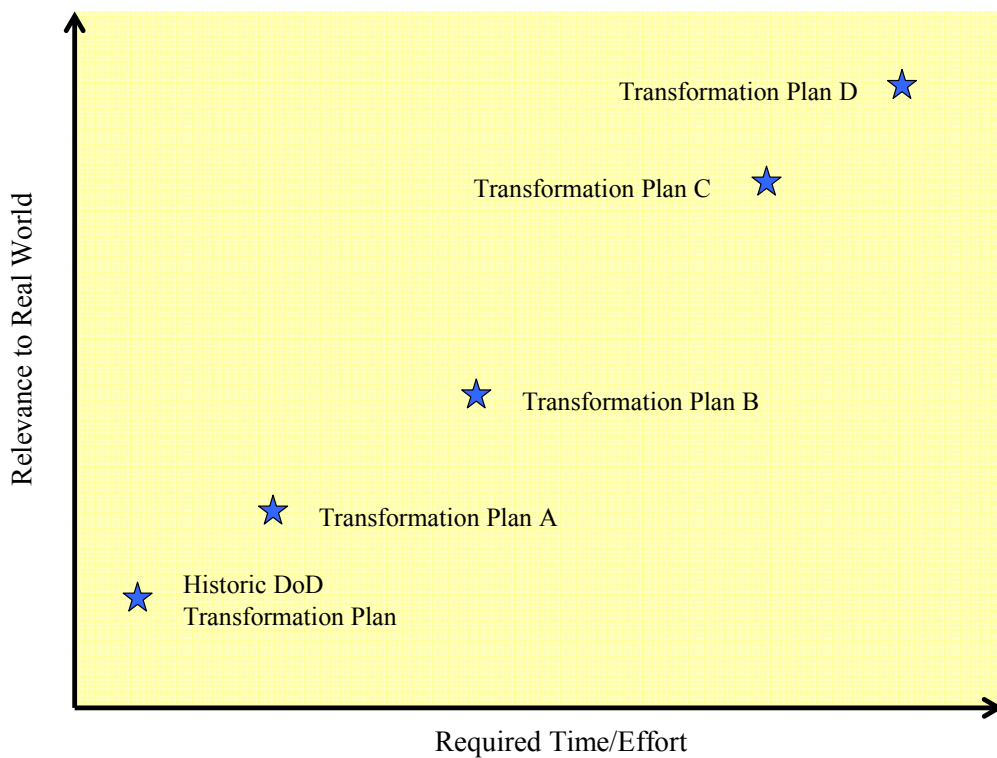 Transformation Plan D
Transformation Plan C
Relevance to Real World
Transformation Plan B
Transformation Plan A
Historic DoD
Transformation Plan
Required Time/Effort